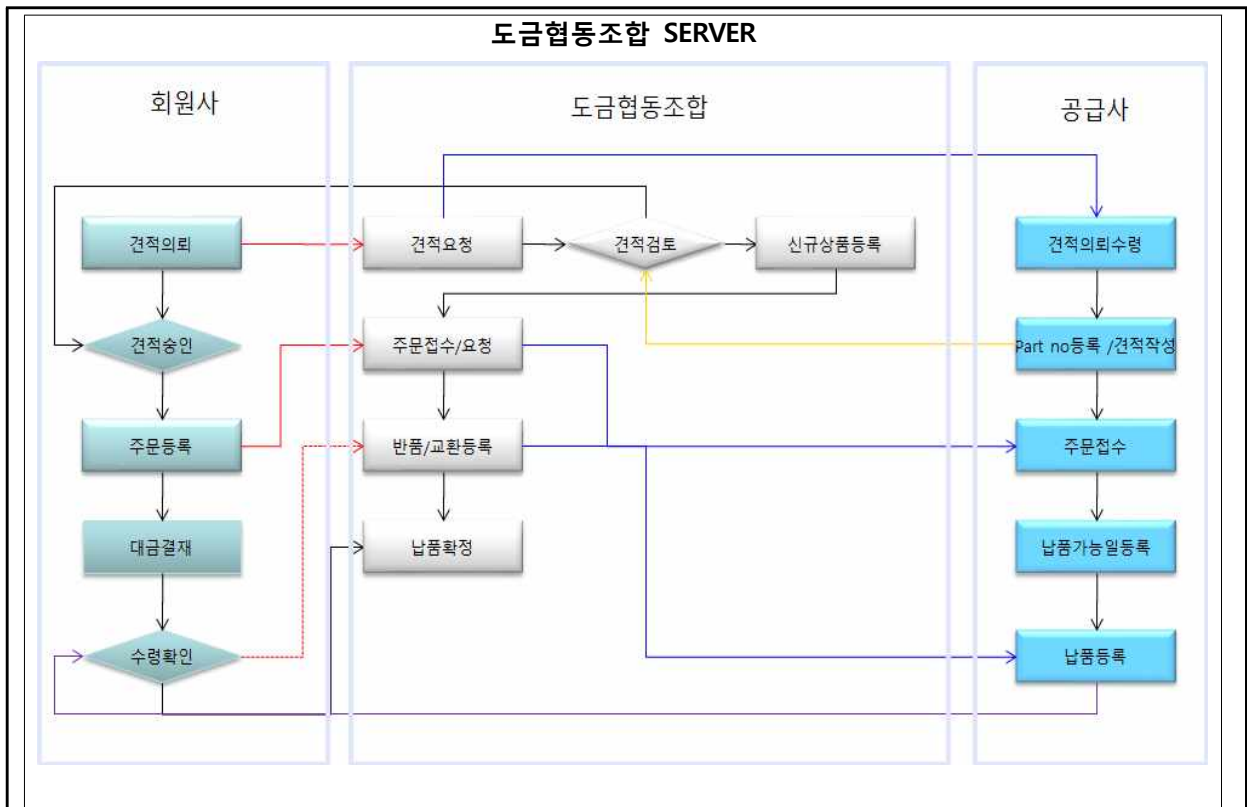 도금협동조합 SERVER
회원사
도금협동조합
공급사
견적의뢰
견적요청
견적검토
신규상품등록
견적의뢰수령
견적승인
주문접수/요청
Part no등록 /견적작성
주문등록
반품/교환등록
주문접수
대금결재
납품확정
납품가능일등록
수령확인
납품등록